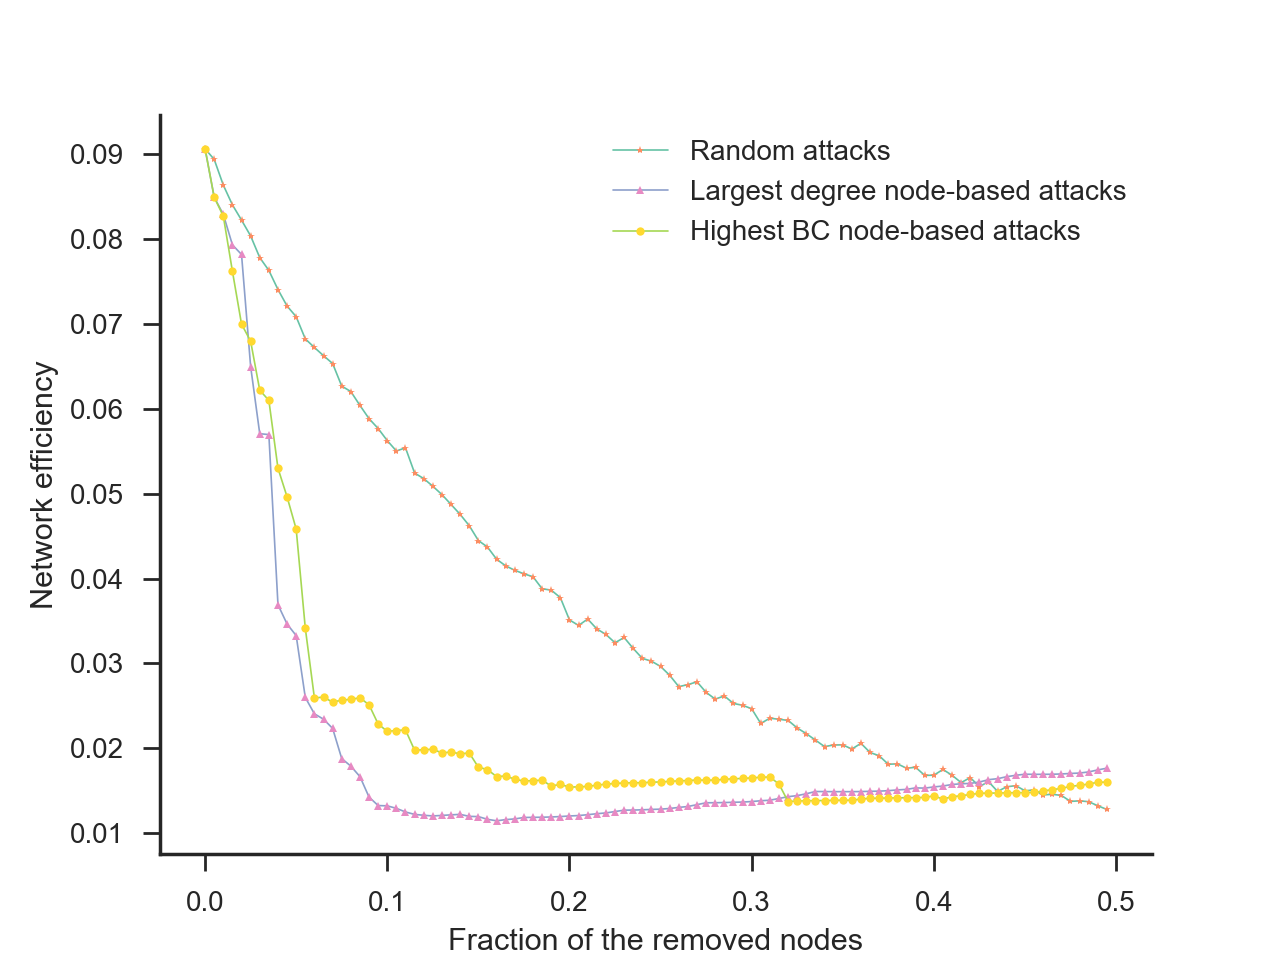 Random attacks
Largest degree node-based attacks
Highest BC node-based attacks
Network efficiency
0.09
0.08
0.07
0.06
0.05
0.04
0.03
0.02
0.01
0.0 0.1 0.2 0.3 0.4 0.5
Fraction of the removed nodes